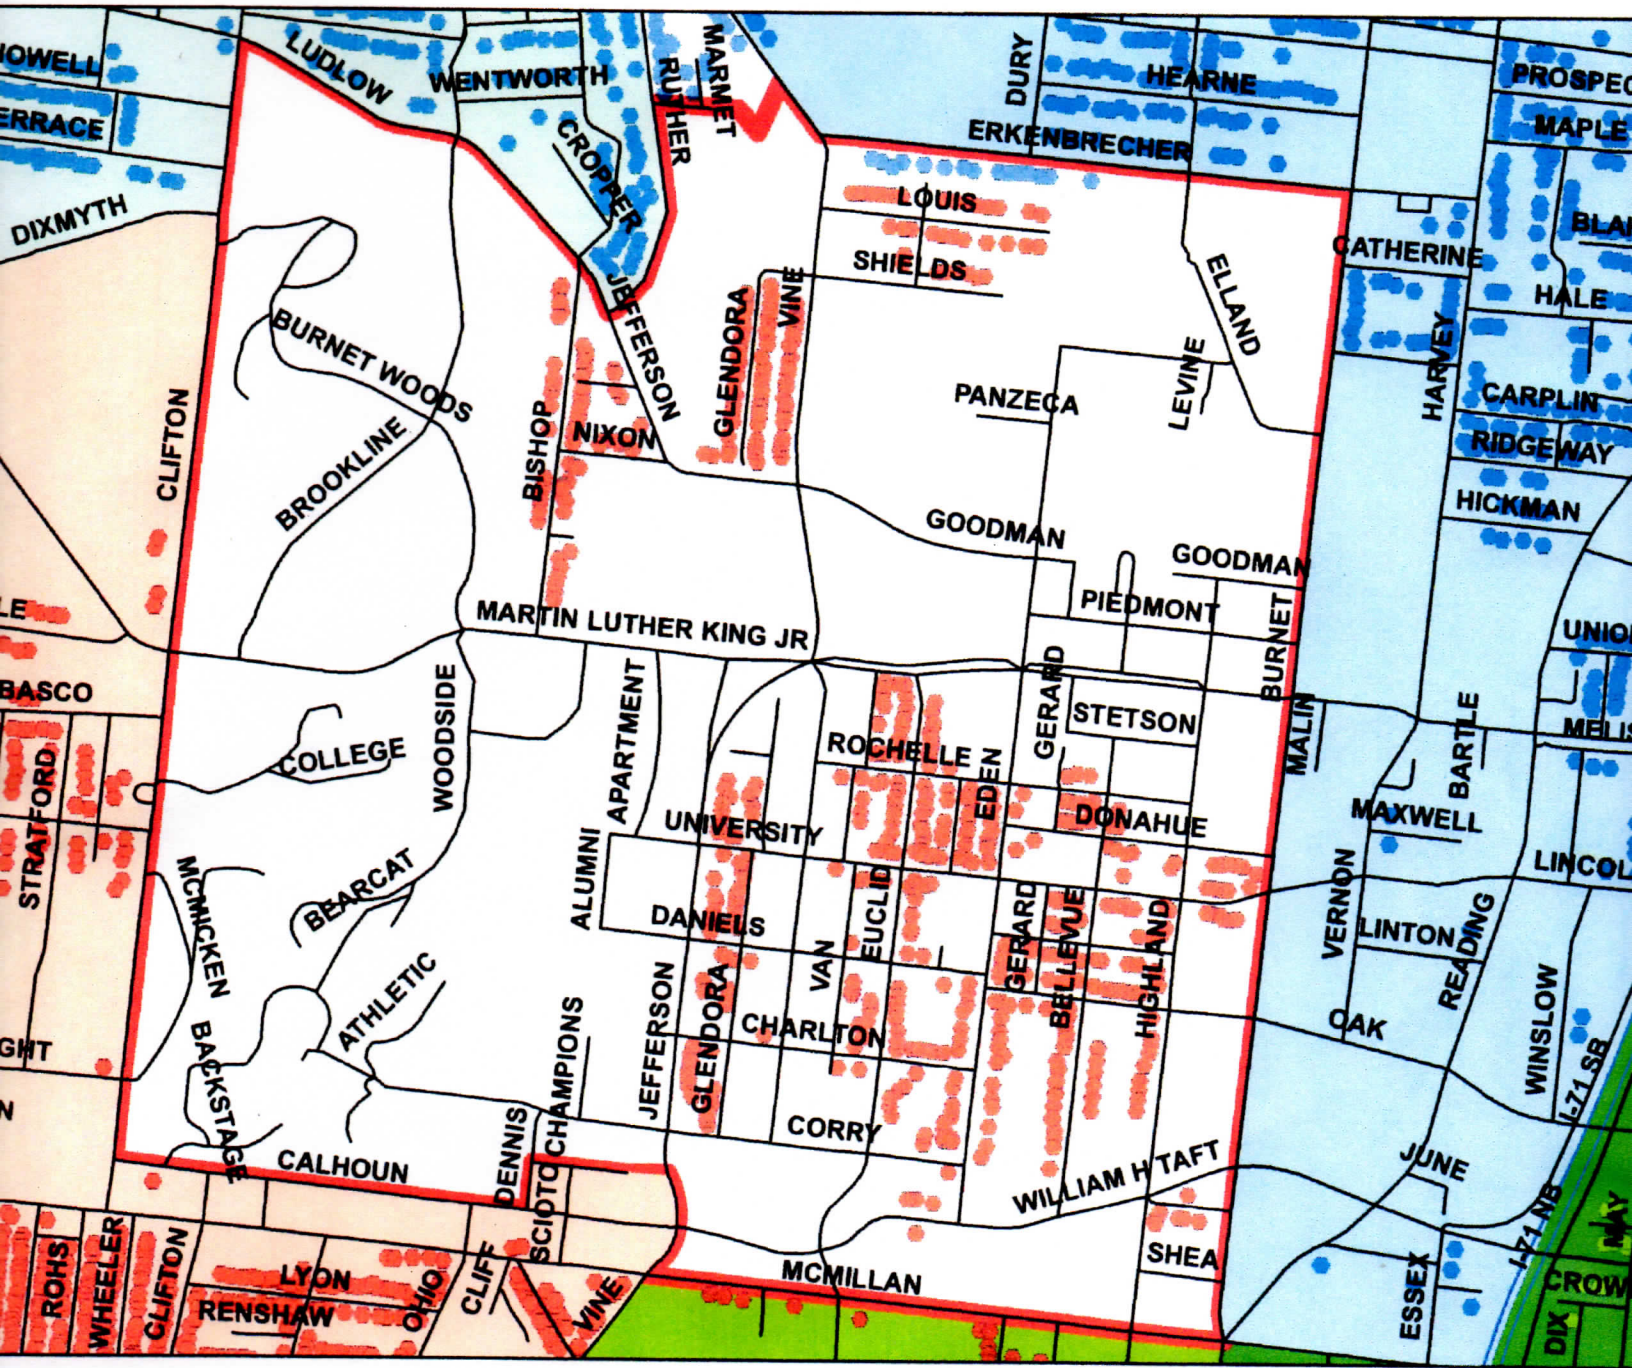 HOWELL
LUDLOW
WENTWORTH
RUTHER
MARMET
DURY
HEARNE
PROSPEC
TERRACE
CROPPER
ERKENBRECHER
MAPLE
DIXMYTH
LOUIS
BLAI
CATHERINE
SHIELDS
ELLAND
HALE
JEFFERSON
GLENDORA
VINE
BURNET WOODS
LEVINE
HARVEY
PANZECA
CARPLIN
CLIFTON
BROOKLINE
BISHOP
NIXON
RIDGEWAY
HICKMAN
GOODMAN
GOODMAN
LE
MARTIN LUTHER KING JR
PIEDMONT
BURNET
UNIO
BASCO
WOODSIDE
APARTMENT
GERARD
STETSON
MALIN
BARTLE
MELIS
STRATFORD
COLLEGE
ROCHELLE
EDEN
UNIVERSITY
DONAHUE
MAXWELL
MCMICKEN
BEARCAT
ALUMNI
DANIELS
EUCLID
GERARD
BELLEVUE
HIGHLAND
VERNON
LINCOL
LINTON
READING
ATHLETIC
VAN
WINSLOW
GHT
BACKSTAGE
CHAMPIONS
JEFFERSON
GLENDORA
CHARLTON
OAK
I-71 SB
N
CORRY
CALHOUN
DENNIS
SCIOTO
WILLIAM H TAFT
JUNE
I-71 NB
MAY
ROHS
WHEELER
CLIFTON
LYON
RENSHAW
OHIO
CLIFF
VINE
MCMILLAN
SHEA
ESSEX
CROW
DIX